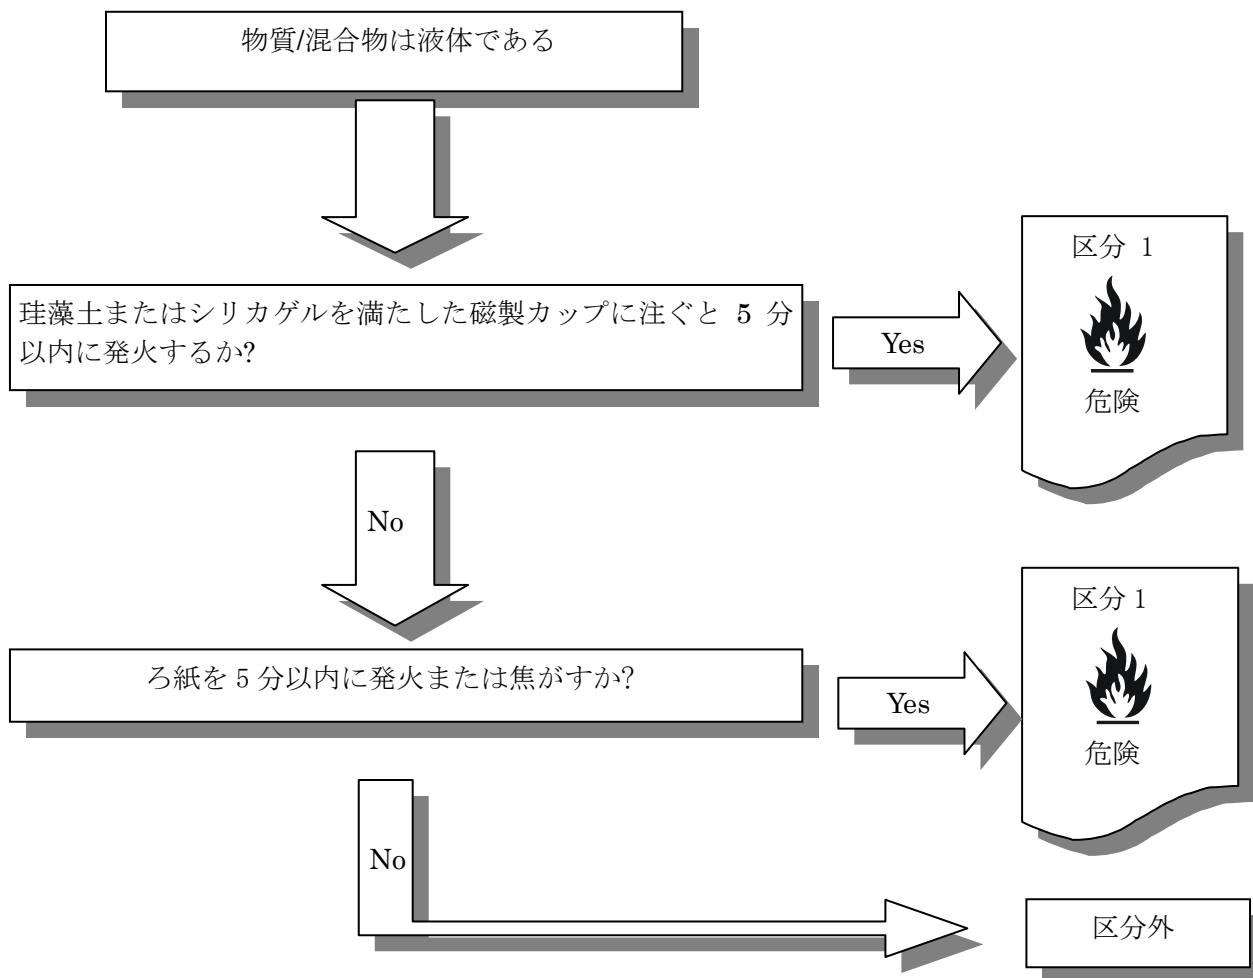 物質/混合物は液体である
珪藻土またはシリカゲルを満たした磁製カップに注ぐと 5 分
以内に発火するか?
Yes
区分 1
危険
No
ろ紙を 5 分以内に発火または焦がすか?
Yes
区分 1
危険
No
区分外